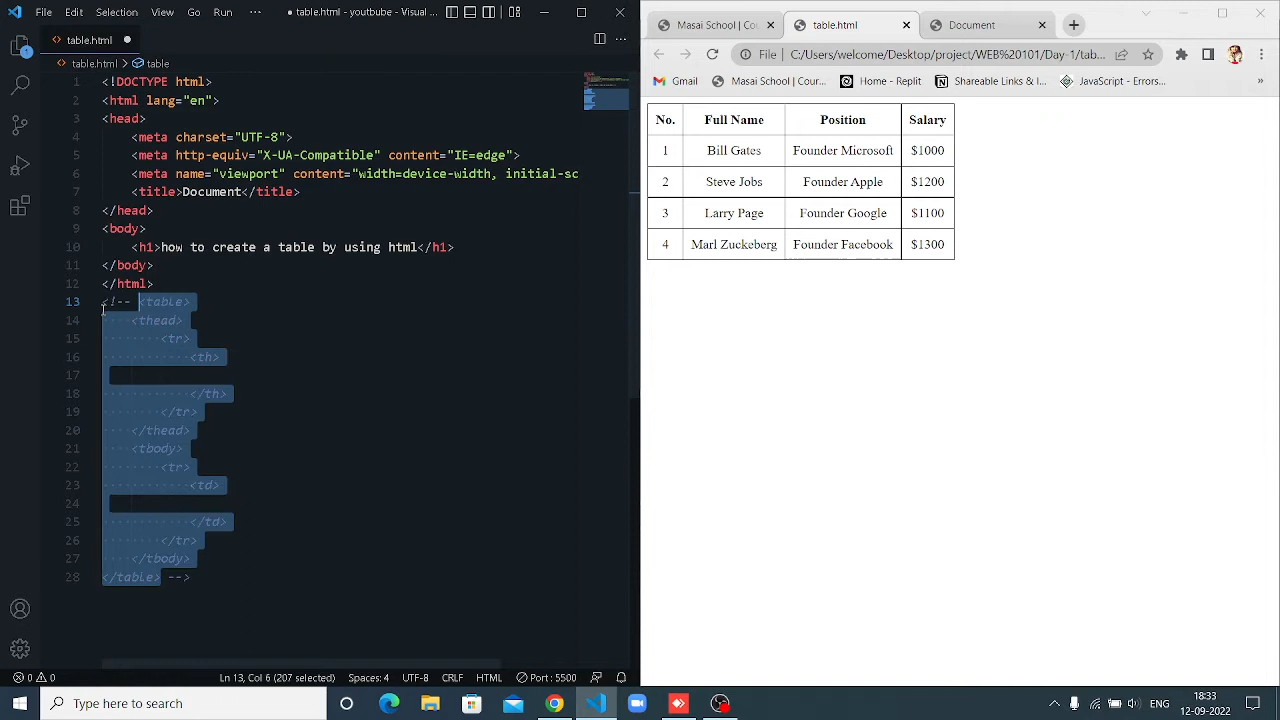 File Edit Selection View Go Run ··· ● table.html - youtbube - Visual ...
table.html ●
table.html > table
1 <!DOCTYPE html>
2 <html lang="en">
3 <head>
4 <meta charset="UTF-8">
5 <meta http-equiv="X-UA-Compatible" content="IE=edge">
6 <meta name="viewport" content="width=device-width, initial-sc
7 <title>Document</title>
8 </head>
9 <body>
10 <h1>how to create a table by using html</h1>
11 </body>
12 </html>
13 <!-- <table>
14 <thead>
15 <tr>
16 <th>
17
18 </th>
19 </tr>
20 </thead>
21 <tbody>
22 <tr>
23 <td>
24
25 </td>
26 </tr>
27 </tbody>
28 </table> -->
0 0 Ln 13, Col 6 (207 selected) Spaces: 4 UTF-8 CRLF HTML Port : 5500
Masai School | Cou table.html Document
File | C:/Users/welcome/Desktop/project/WEB%20101/Day-1/tab...
Gmail Masai School | Cour... Replit Important Links - G... JavaScript Algorithms...
No. Full Name Position Salary
1 Bill Gates Founder Microsoft $1000
2 Steve Jobs Founder Apple $1200
3 Larry Page Founder Google $1100
4 Marl Zuckeberg Founder Facebook $1300
Type here to search
ENG
18:33
12-09-2022
1